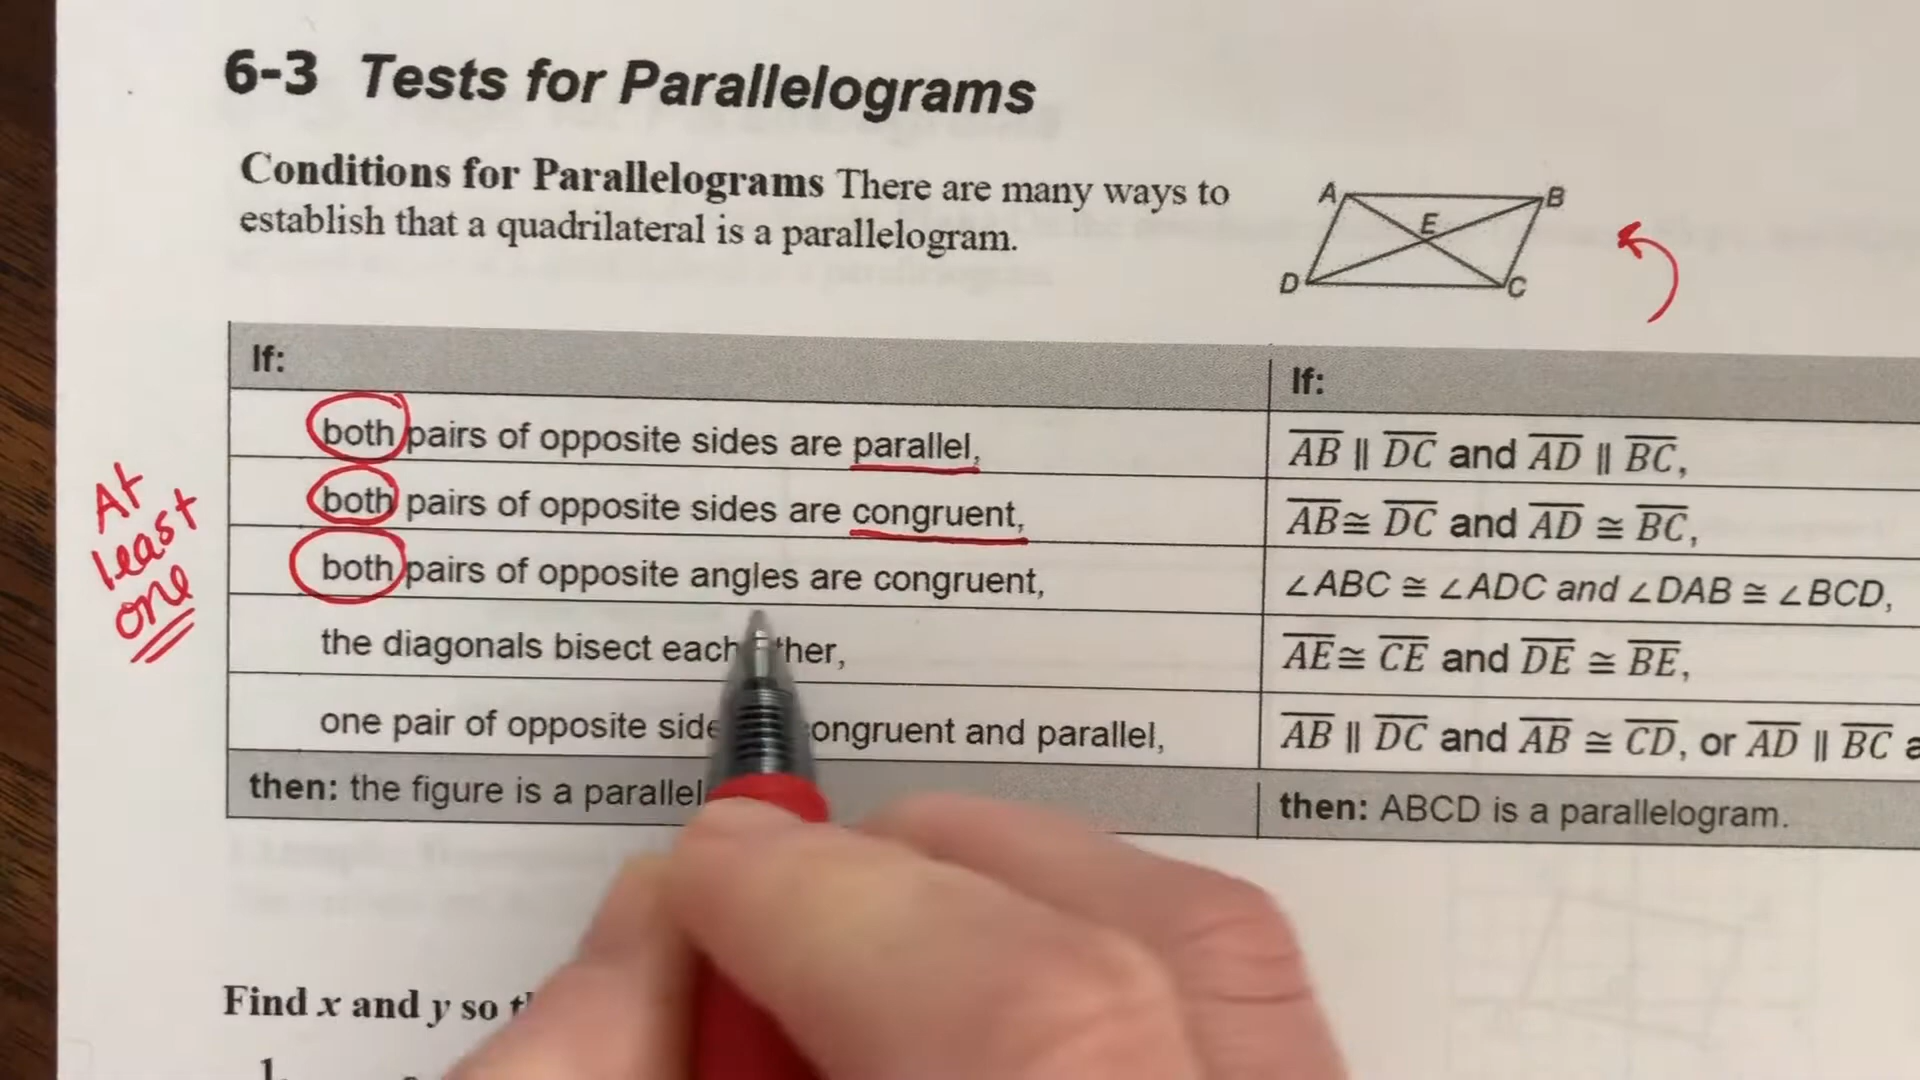 6-3 Tests for Parallelograms
Conditions for Parallelograms There are many ways to
establish that a quadrilateral is a parallelogram.
A
B
E
D
C
If:
If:
both pairs of opposite sides are parallel,
AB ∥ DC and AD ∥ BC,
both pairs of opposite sides are congruent,
AB ≅ DC and AD ≅ BC,
both pairs of opposite angles are congruent,
∠ABC ≅ ∠ADC and ∠DAB ≅ ∠BCD,
the diagonals bisect each ther,
AE ≅ CE and DE ≅ BE,
one pair of opposite side ongruent and parallel,
AB ∥ DC and AB ≅ CD, or AD ∥ BC a
then: the figure is a parallel
then: ABCD is a parallelogram.
At
least
one
Find x and y so t
1.